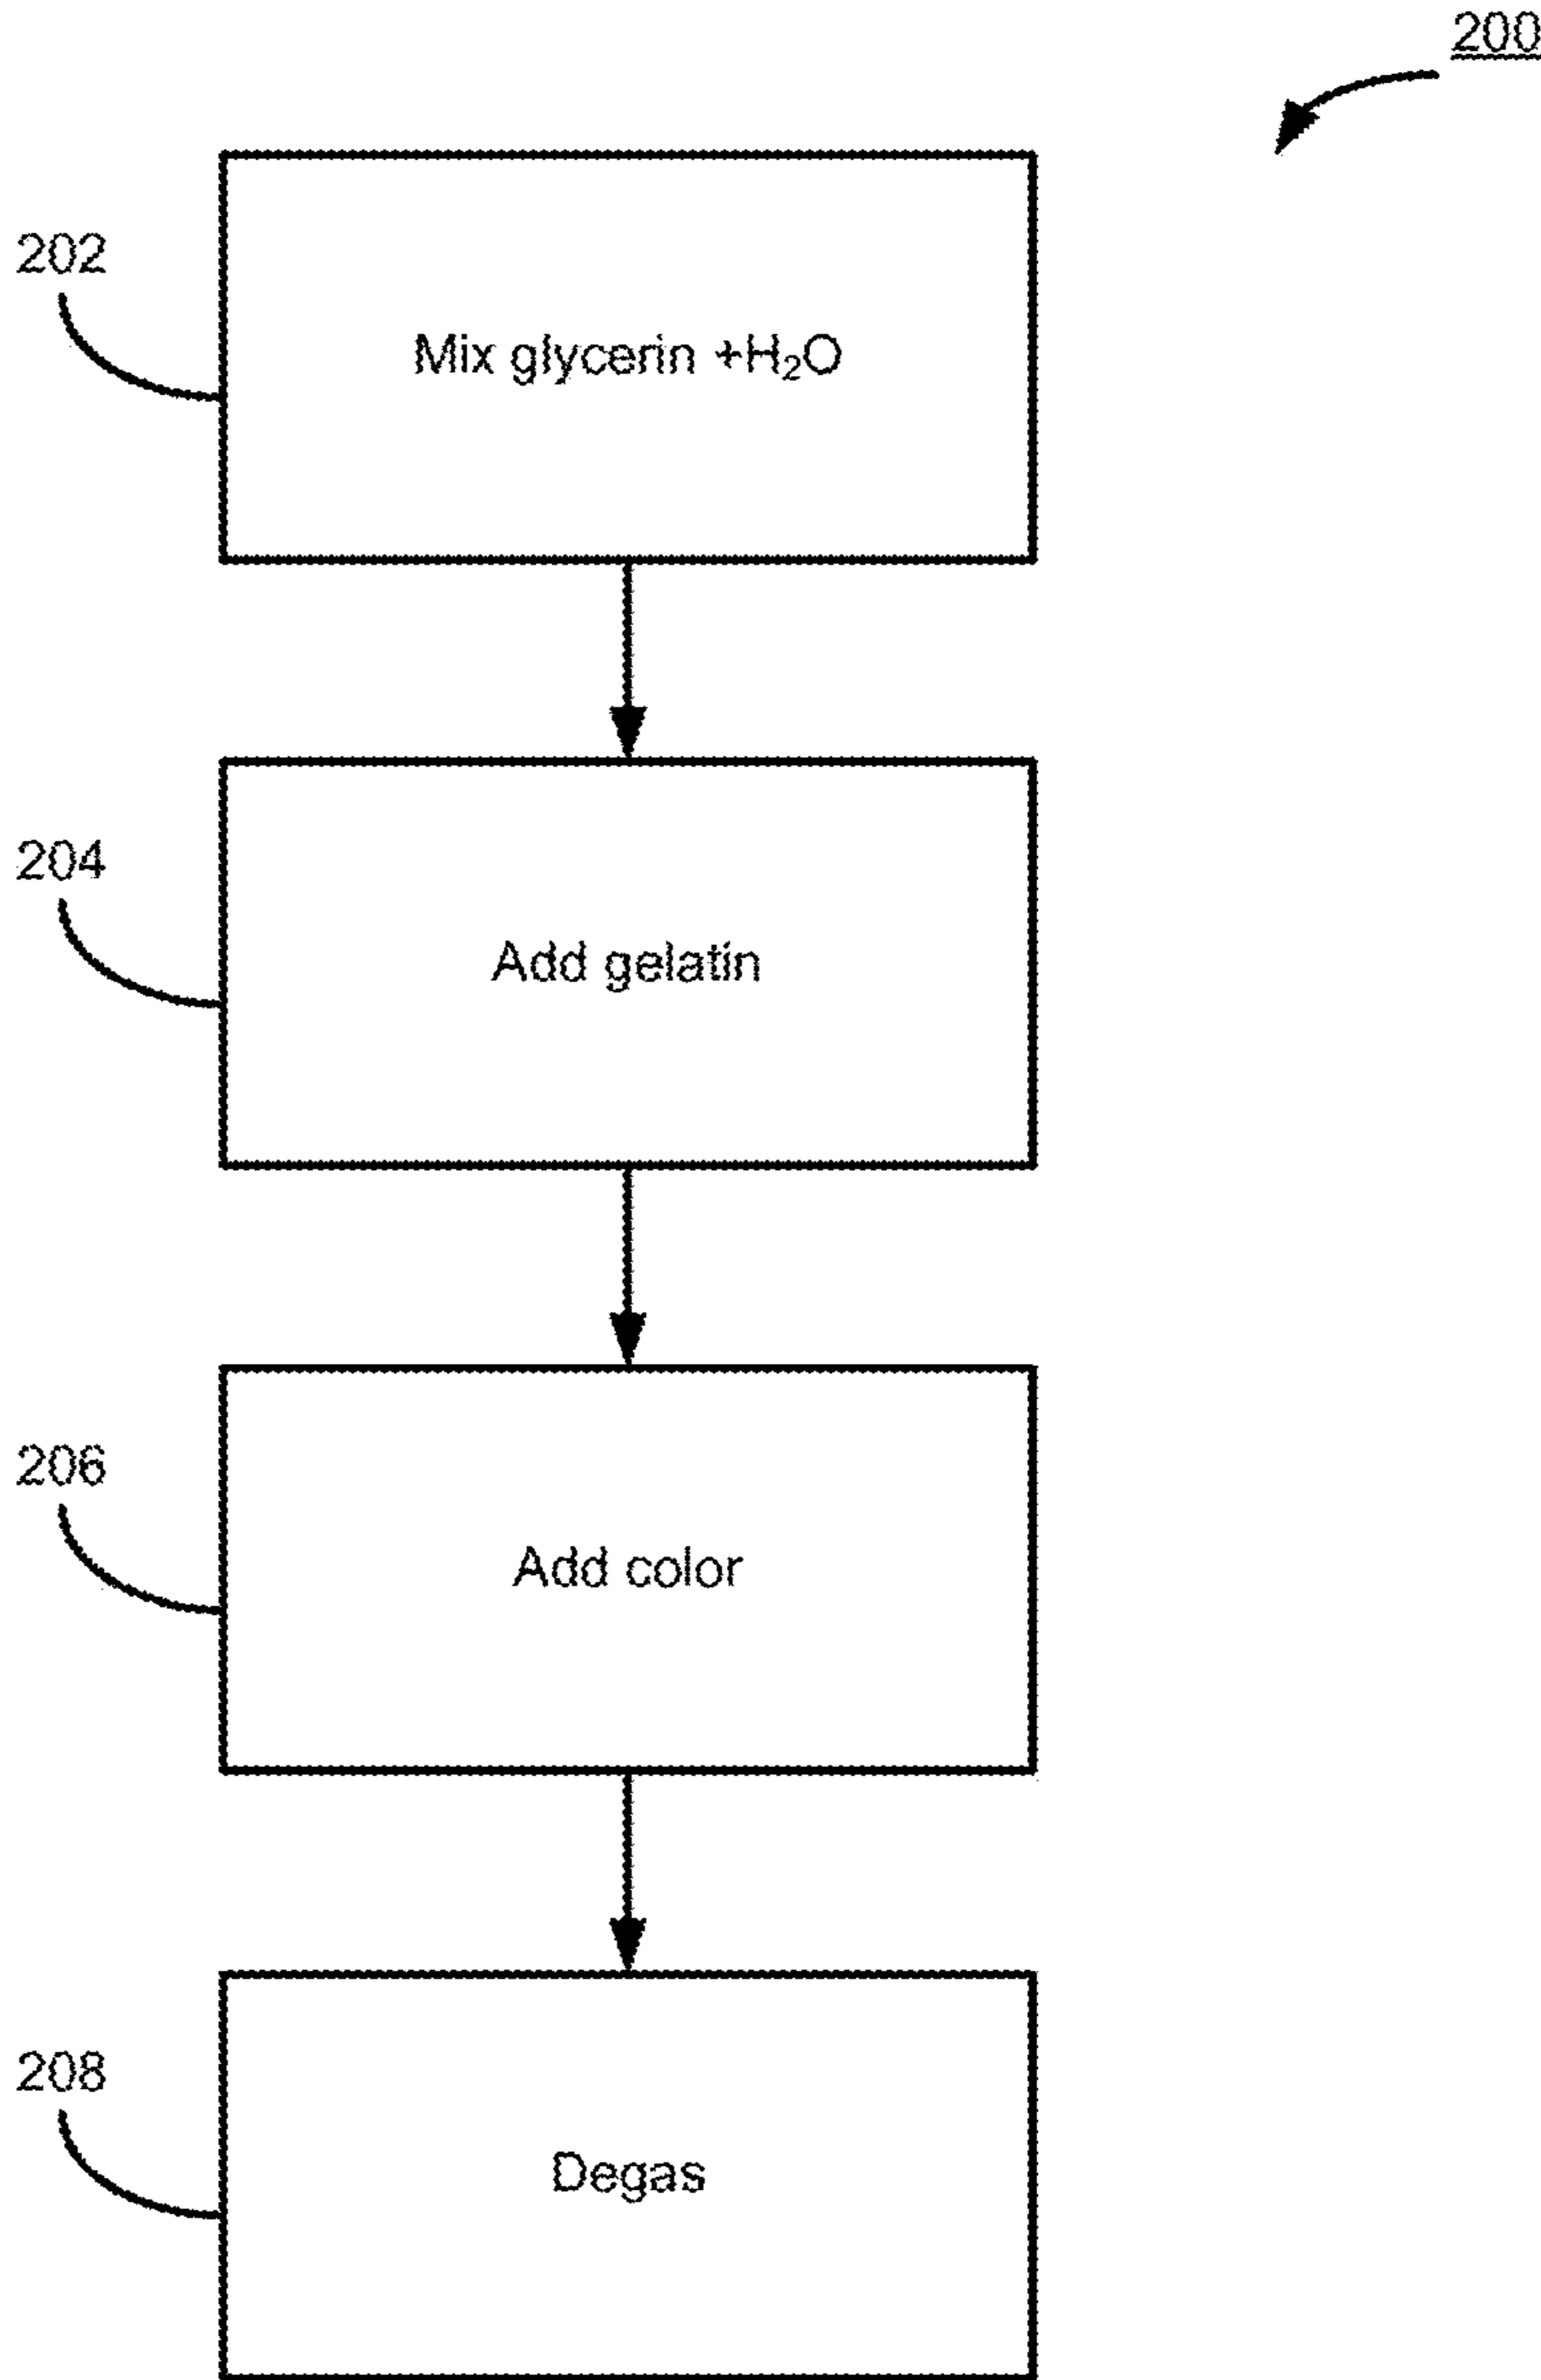 200
202
Mix glycerin +H₂O
204
Add gelatin
206
Add color
208
Degas